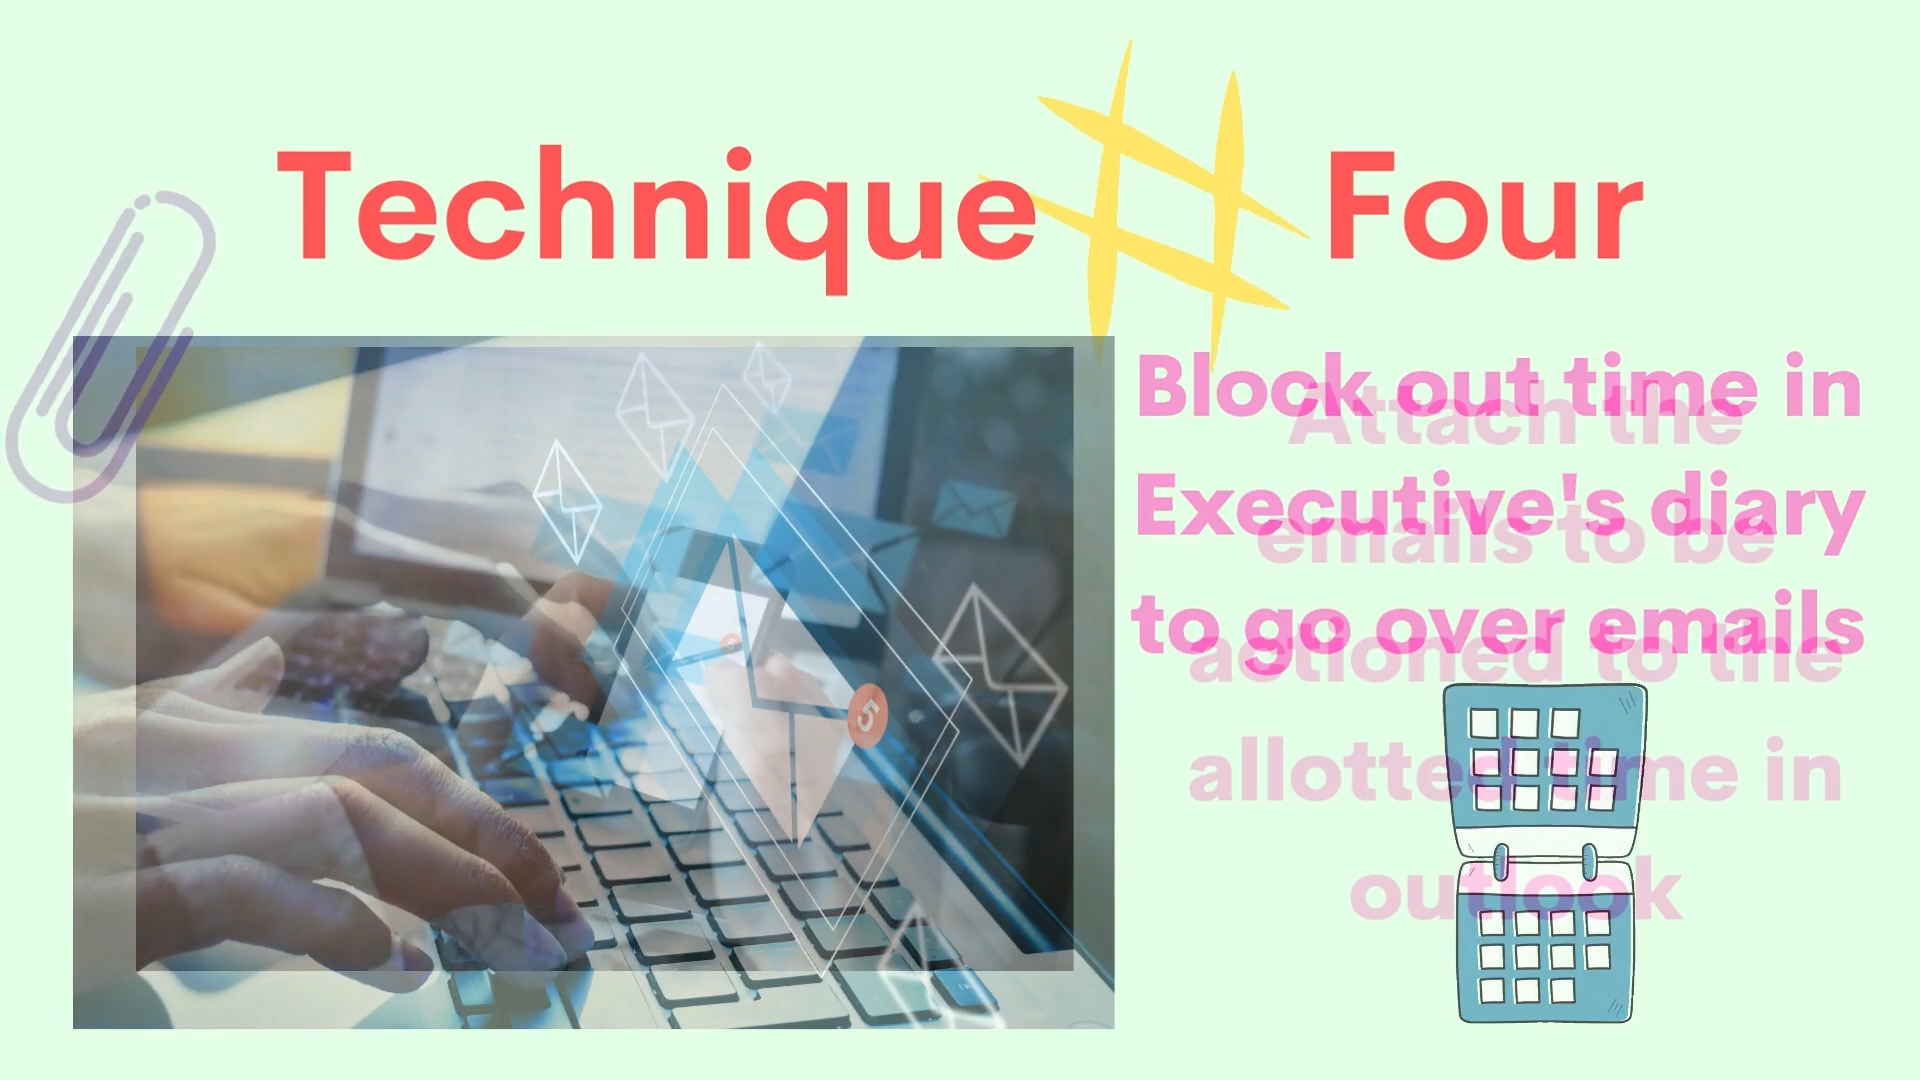 Technique # Four
Block out time in
Executive's diary
to go over emails
Attach the
emails to be
actioned to the
allotted time in
outlook
5